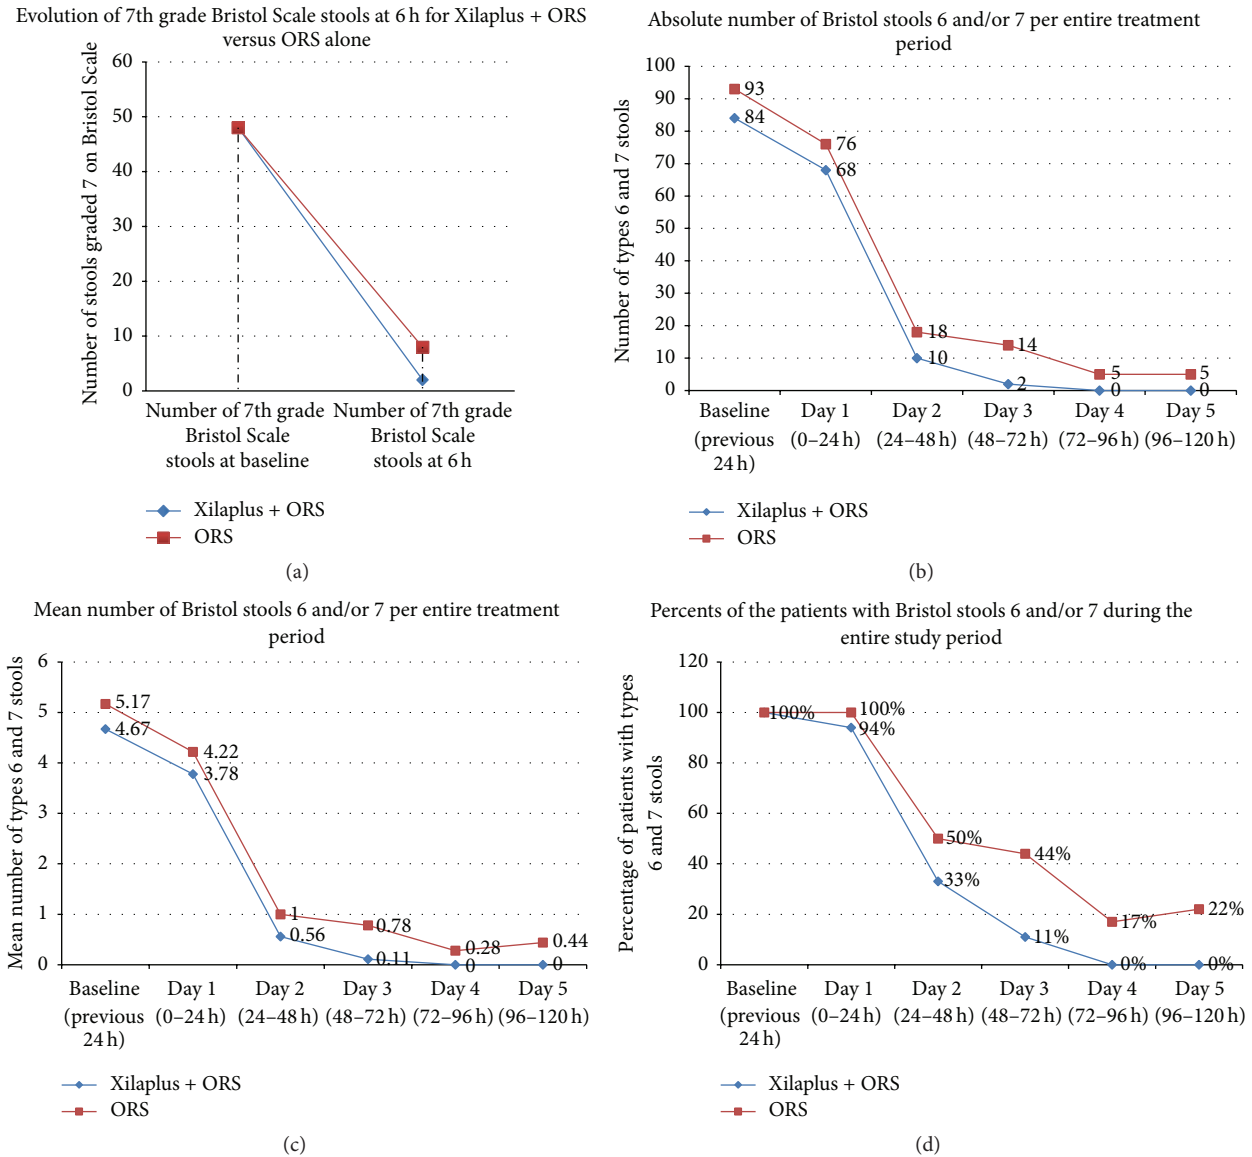 Evolution of 7th grade Bristol Scale stools at 6 h for Xilaplus + ORS
versus ORS alone
Number of stools graded 7 on Bristol Scale
60
50
40
30
20
10
0
Number of 7th grade
Bristol Scale
stools at baseline
Number of 7th grade
Bristol Scale
stools at 6 h
Xilaplus + ORS
ORS
(a)
Absolute number of Bristol stools 6 and/or 7 per entire treatment
period
Number of types 6 and 7 stools
100
90
80
70
60
50
40
30
20
10
0
93
84
76
68
18
10
14
2
5
0
5
0
Baseline
(previous
24 h)
Day 1
(0–24 h)
Day 2
(24–48 h)
Day 3
(48–72 h)
Day 4
(72–96 h)
Day 5
(96–120 h)
Xilaplus + ORS
ORS
(b)
Mean number of Bristol stools 6 and/or 7 per entire treatment
period
Mean number of types 6 and 7 stools
6
5
4
3
2
1
0
5.17
4.67
4.22
3.78
1
0.56
0.78
0.11
0.28
0
0.44
0
Baseline
(previous
24 h)
Day 1
(0–24 h)
Day 2
(24–48 h)
Day 3
(48–72 h)
Day 4
(72–96 h)
Day 5
(96–120 h)
Xilaplus + ORS
ORS
(c)
Percents of the patients with Bristol stools 6 and/or 7 during the
entire study period
Percentage of patients with types
6 and 7 stools
120
100
80
60
40
20
0
100%
100%
94%
50%
33%
44%
11%
17%
0%
22%
0%
Baseline
(previous
24 h)
Day 1
(0–24 h)
Day 2
(24–48 h)
Day 3
(48–72 h)
Day 4
(72–96 h)
Day 5
(96–120 h)
Xilaplus + ORS
ORS
(d)